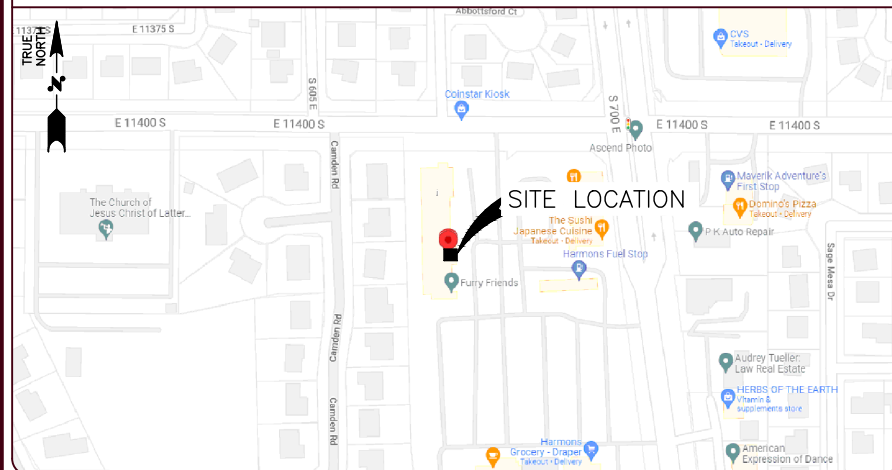 Abbottsford Ct
11375 S
E 11375 S
TRUE
NORTH
N
CVS
Takeout • Delivery
S 605 E
Coinstar Kiosk
S 700 E
E 11400 S
E 11400 S
E 11400 S
E 11400 S
Ascend Photo
Camden Rd
Maverik Adventure's
First Stop
The Church of
Jesus Christ of Latter...
SITE LOCATION
Domino's Pizza
Takeout • Delivery
The Sushi
Japanese Cuisine
Takeout • Delivery
P K Auto Repair
Harmons Fuel Stop
Sage Mesa Dr
Furry Friends
Camden Rd
Audrey Tueller:
Law Real Estate
HERBS OF THE EARTH
Vitamin &
supplements store
Camden Rd
Harmons
Grocery - Draper
Takeout • Delivery
American
Expression of Dance